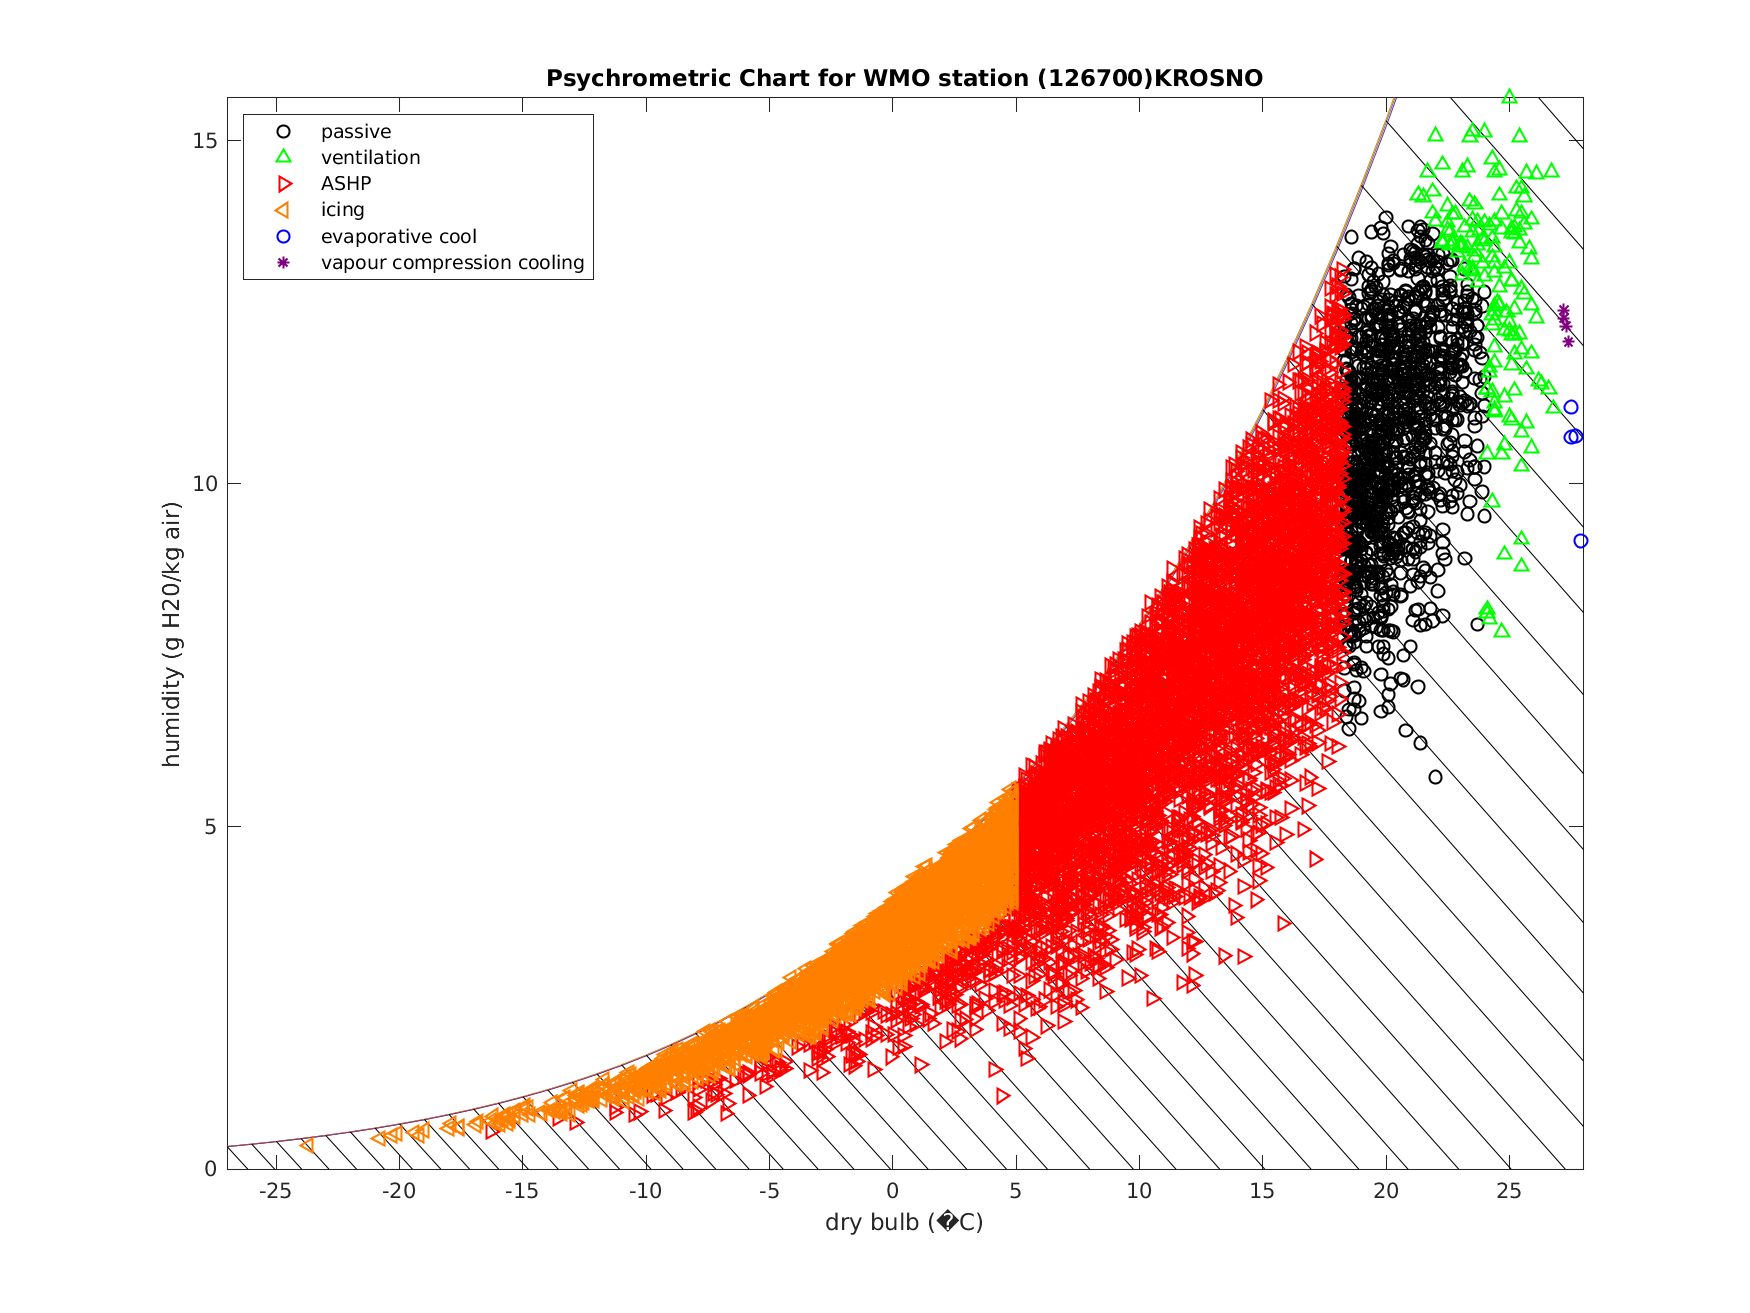 Psychrometric Chart for WMO station (126700)KROSNO
passive
ventilation
ASHP
icing
evaporative cool
vapour compression cooling
15
10
5
0
humidity (g H20/kg air)
-25 -20 -15 -10 -5 0 5 10 15 20 25
dry bulb (�C)